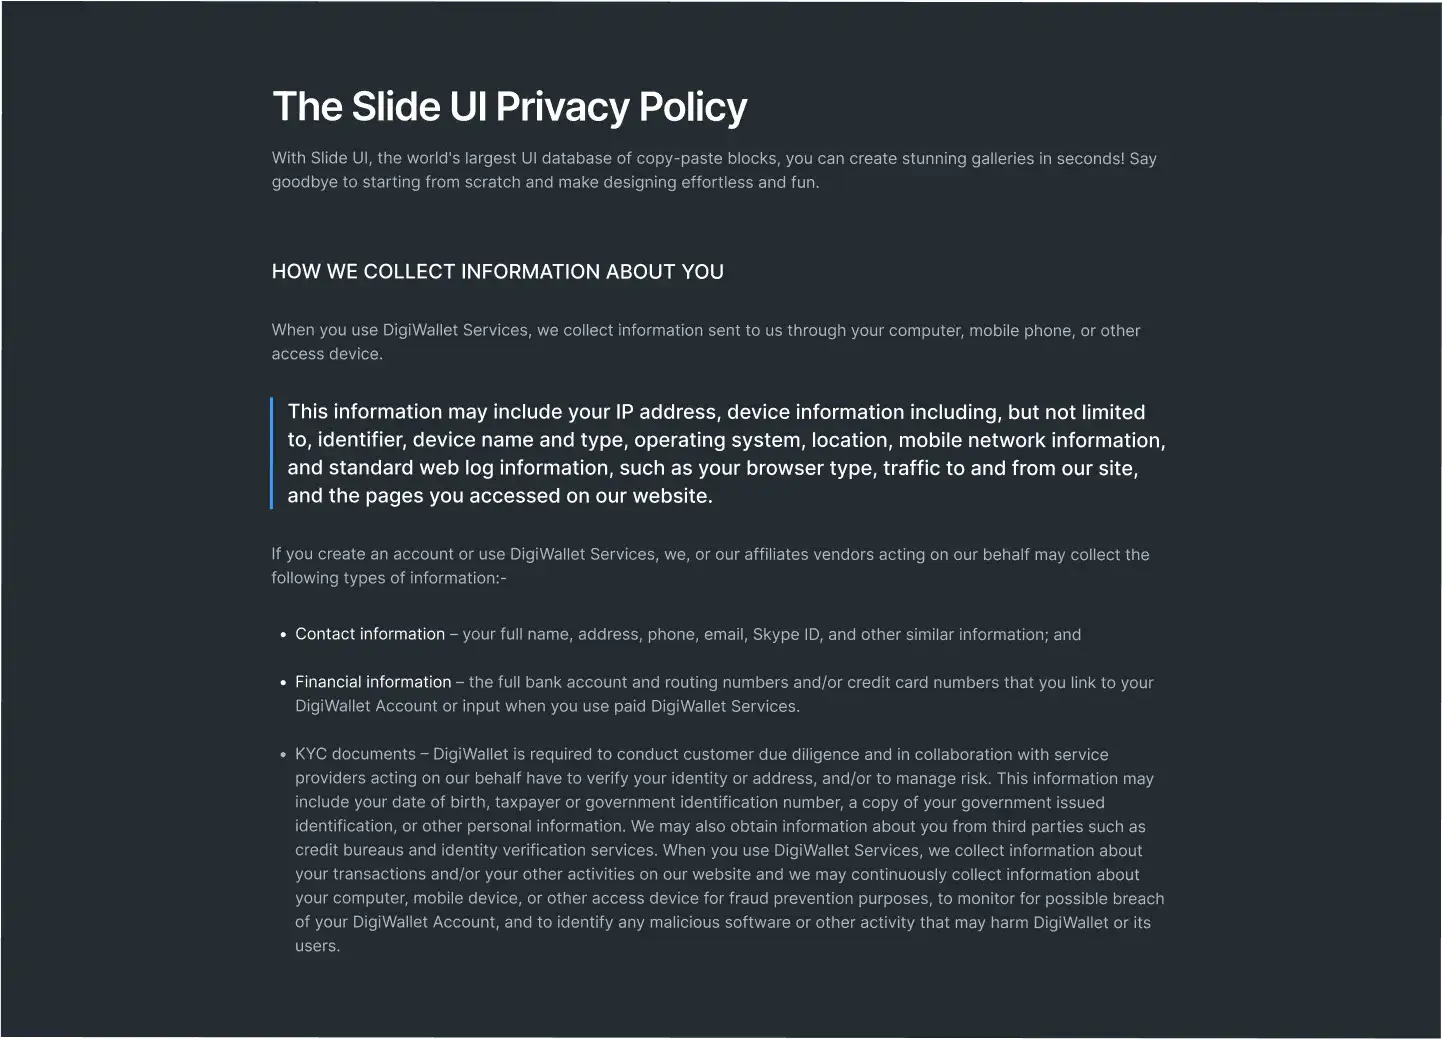 The Slide UI Privacy Policy
With Slide UI, the world's largest UI database of copy-paste blocks, you can create stunning galleries in seconds! Say
goodbye to starting from scratch and make designing effortless and fun.
HOW WE COLLECT INFORMATION ABOUT YOU
When you use DigiWallet Services, we collect information sent to us through your computer, mobile phone, or other
access device.
This information may include your IP address, device information including, but not limited
to, identifier, device name and type, operating system, location, mobile network information,
and standard web log information, such as your browser type, traffic to and from our site,
and the pages you accessed on our website.
If you create an account or use DigiWallet Services, we, or our affiliates vendors acting on our behalf may collect the
following types of information:-
• Contact information – your full name, address, phone, email, Skype ID, and other similar information; and
• Financial information – the full bank account and routing numbers and/or credit card numbers that you link to your
DigiWallet Account or input when you use paid DigiWallet Services.
• KYC documents – DigiWallet is required to conduct customer due diligence and in collaboration with service
providers acting on our behalf have to verify your identity or address, and/or to manage risk. This information may
include your date of birth, taxpayer or government identification number, a copy of your government issued
identification, or other personal information. We may also obtain information about you from third parties such as
credit bureaus and identity verification services. When you use DigiWallet Services, we collect information about
your transactions and/or your other activities on our website and we may continuously collect information about
your computer, mobile device, or other access device for fraud prevention purposes, to monitor for possible breach
of your DigiWallet Account, and to identify any malicious software or other activity that may harm DigiWallet or its
users.